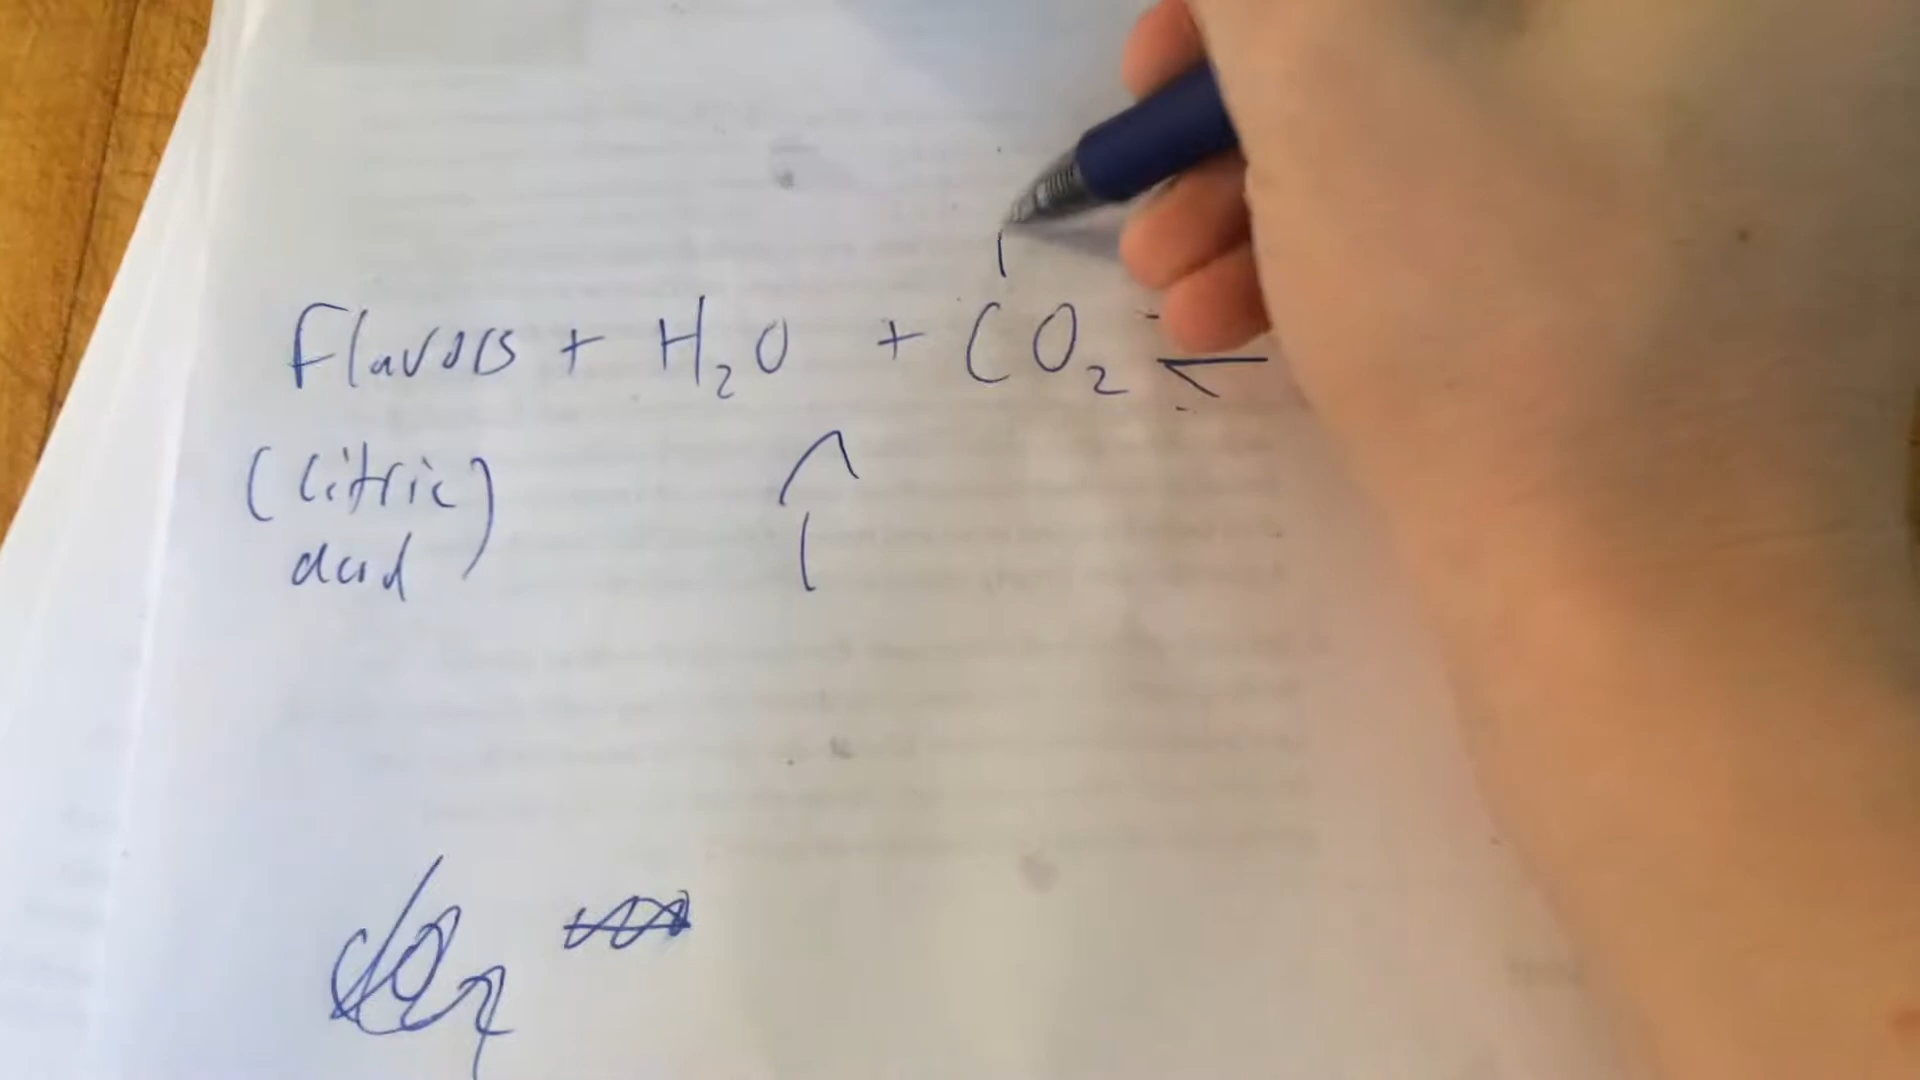 Flavors + H₂O + CO₂ ⇌
(Citric)
acid